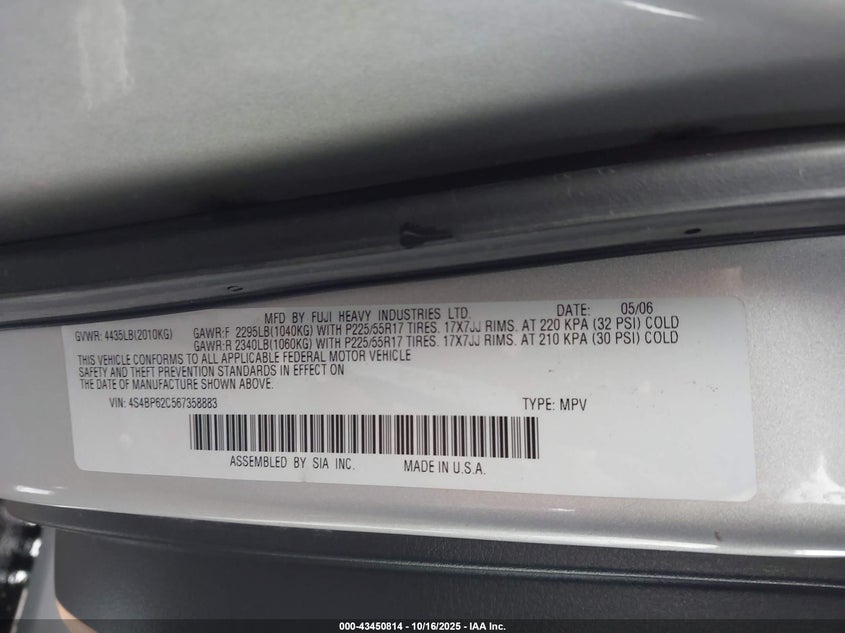 MFD BY FUJI HEAVY INDUSTRIES LTD. DATE: 05/06
GVWR: 4435LB(2010KG) GAWR:F 2295LB(1040KG) WITH P225/55R17 TIRES. 17X7JJ RIMS. AT 220 KPA (32 PSI) COLD
GAWR:R 2340LB(1060KG) WITH P225/55R17 TIRES. 17X7JJ RIMS. AT 210 KPA (30 PSI) COLD
THIS VEHICLE CONFORMS TO ALL APPLICABLE FEDERAL MOTOR VEHICLE
SAFETY AND THEFT PREVENTION STANDARDS IN EFFECT ON
THE DATE OF MANUFACTURE SHOWN ABOVE.
VIN: 4S4BP62C567358883 TYPE: MPV
ASSEMBLED BY SIA INC. MADE IN U.S.A.
000-43450814 - 10/16/2025 - IAA Inc.